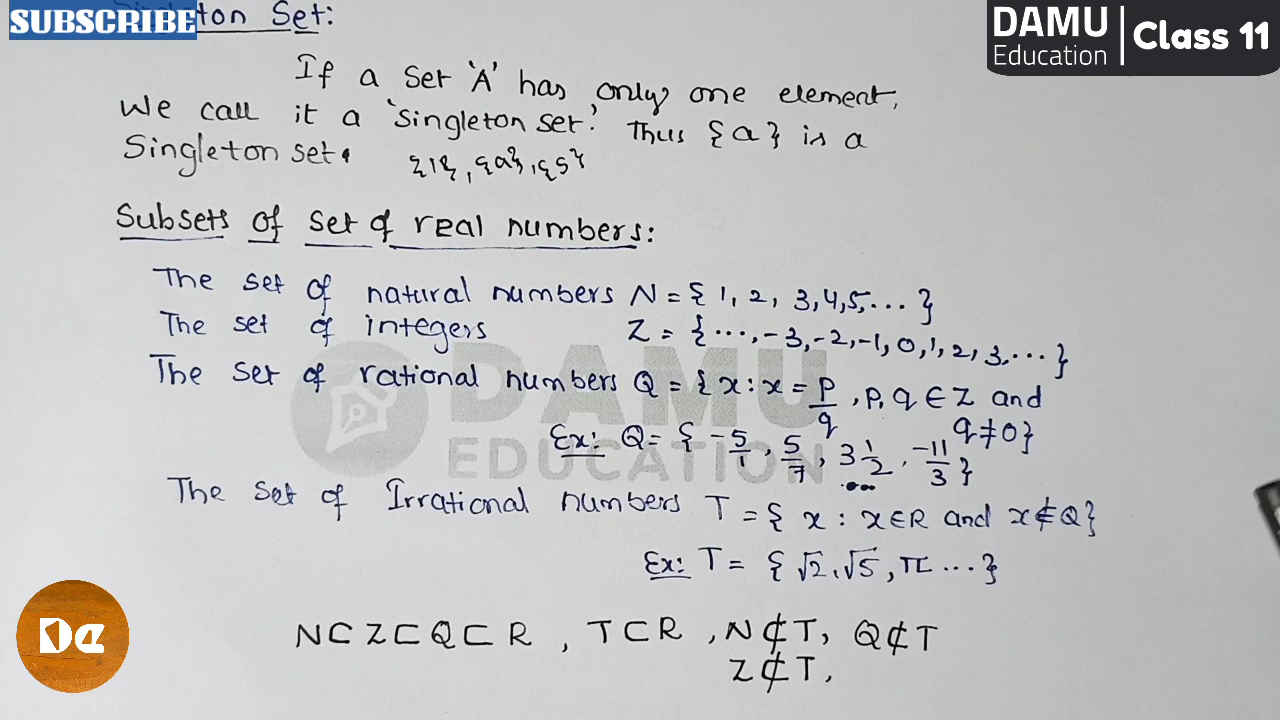 SUBSCRIBE
ton Set:
DAMU
Education
Class 11
If a Set 'A' has only one element,
We call it a 'Singleton set.' Thus {a} is a
Singleton set. {1}, {a}, {5}
Subsets of set of real numbers:
The set of natural numbers N = { 1, 2, 3, 4, 5, ... }
The set of integers Z = { ..., -3, -2, -1, 0, 1, 2, 3, ... }
The set of rational numbers Q = { x : x = p/q, p, q ∈ Z and
q ≠ 0}
Ex: Q = { -5/1, 5/7, 3 1/2, -11/3 }
...
The set of Irrational numbers T = { x : x ∈ R and x ∉ Q}
Ex: T = { √2, √5, π ... }
N ⊂ Z ⊂ Q ⊂ R , T ⊂ R , N ⊄ T, Q ⊄ T
Z ⊄ T,
DAMU
EDUCATION
De